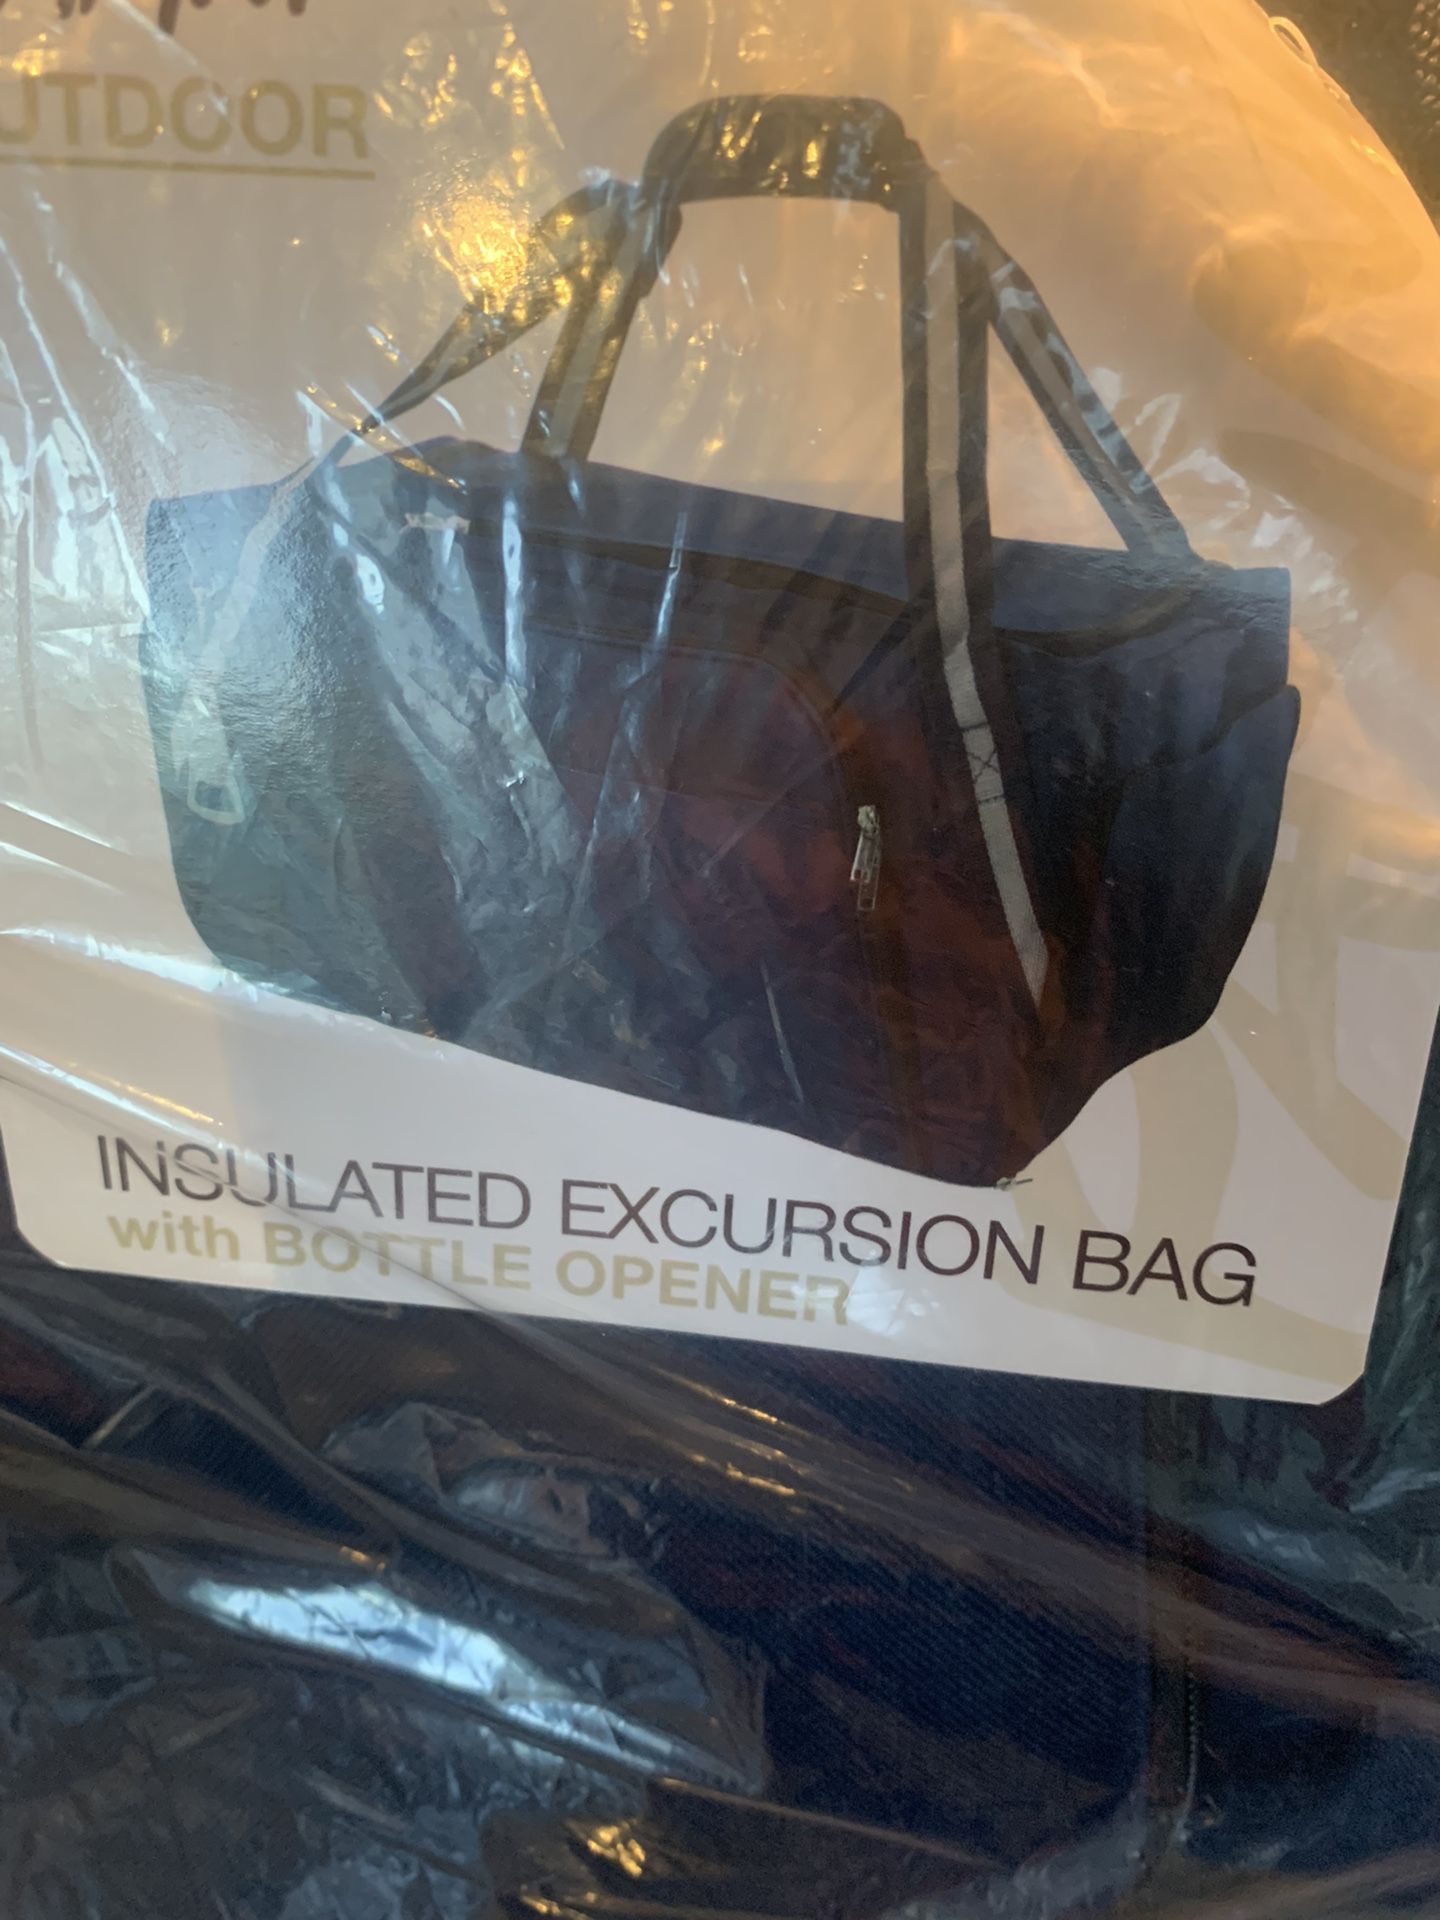 UTDOOR
INSULATED EXCURSION BAG
with BOTTLE OPENER